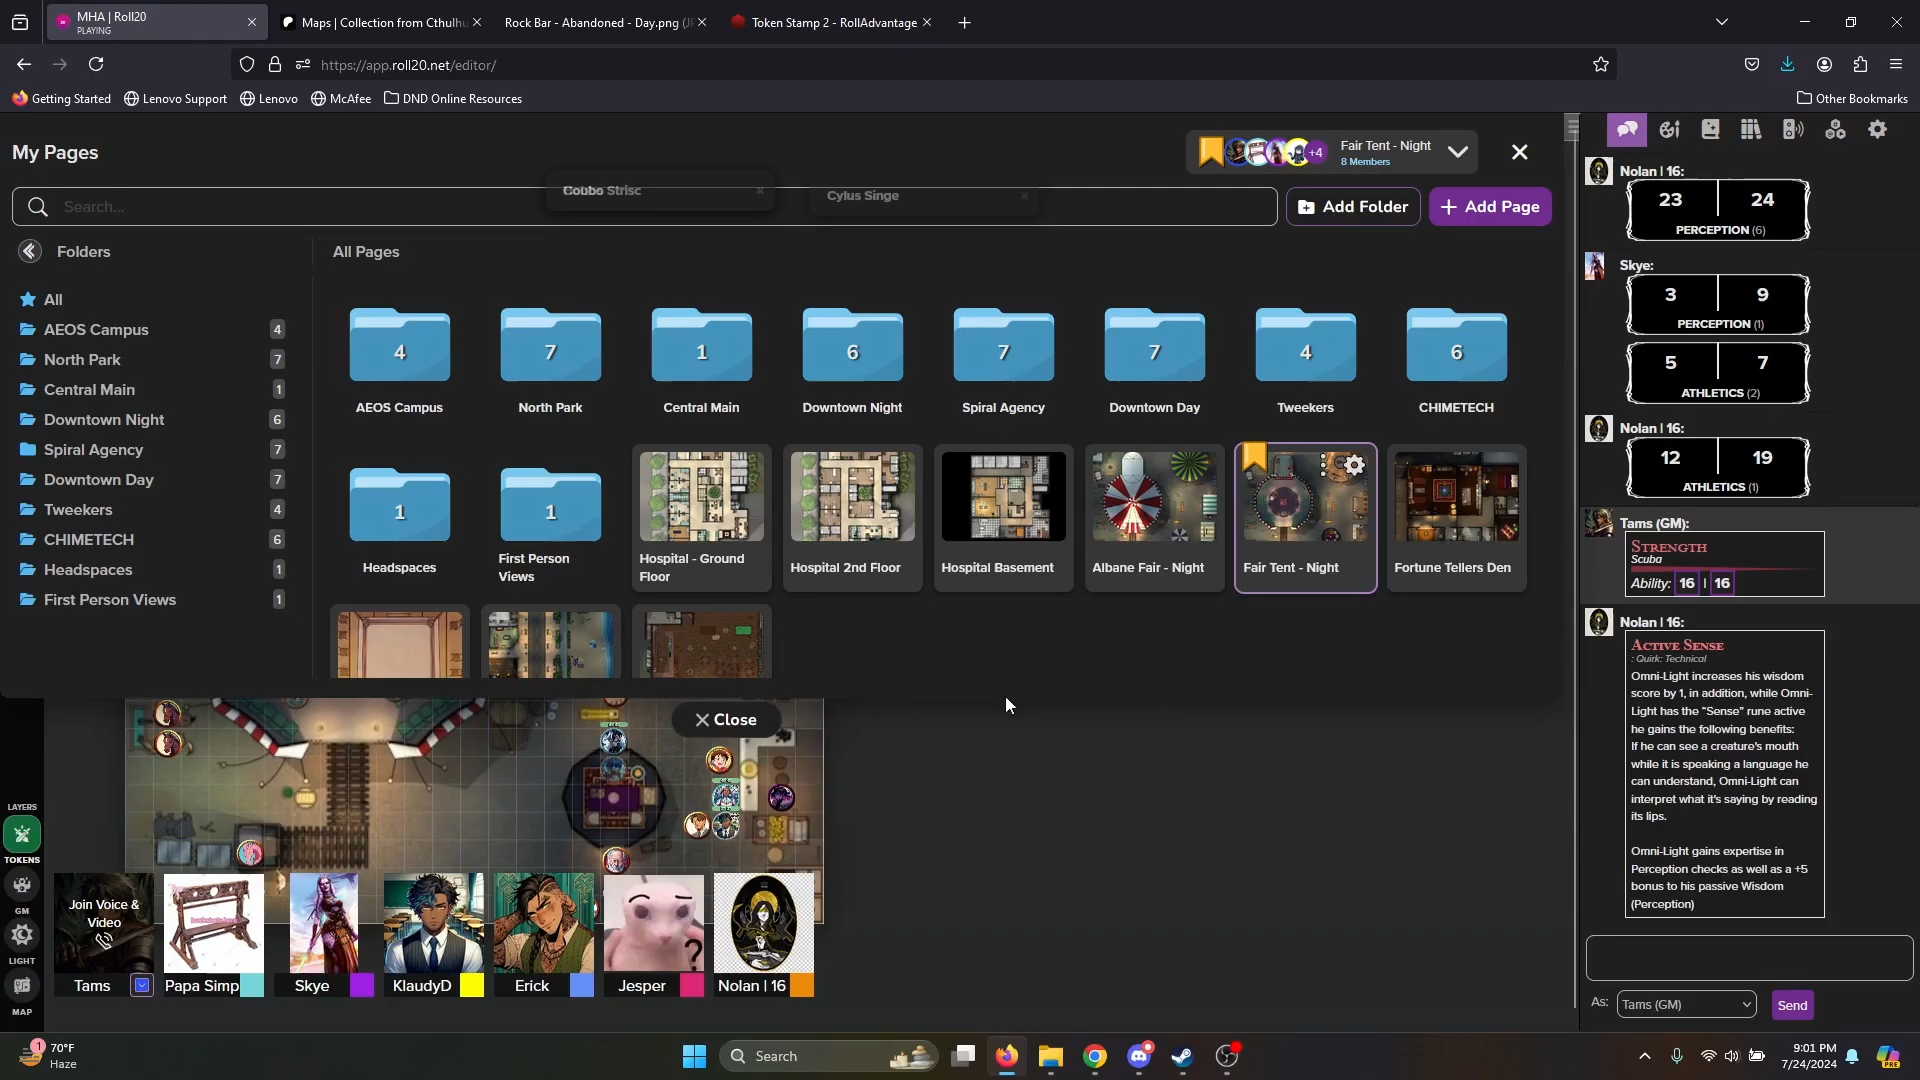 MHA | Roll20
PLAYING
Maps | Collection from Cthulhu
Rock Bar - Abandoned - Day.png (JP
Token Stamp 2 - RollAdvantage
https://app.roll20.net/editor/
Getting Started
Lenovo Support
Lenovo
McAfee
DND Online Resources
Other Bookmarks
My Pages
+4
Fair Tent - Night
8 Members
Coubo Strisc
Cylus Singe
Search...
Add Folder
Add Page
Folders
All Pages
All
AEOS Campus 4
North Park 7
Central Main 1
Downtown Night 6
Spiral Agency 7
Downtown Day 7
Tweekers 4
CHIMETECH 6
Headspaces 1
First Person Views 1
4
7
1
6
7
7
4
6
AEOS Campus
North Park
Central Main
Downtown Night
Spiral Agency
Downtown Day
Tweekers
CHIMETECH
1
1
Headspaces
First Person
Views
Hospital - Ground
Floor
Hospital 2nd Floor
Hospital Basement
Albane Fair - Night
Fair Tent - Night
Fortune Tellers Den
Close
LAYERS
TOKENS
GM
LIGHT
MAP
Join Voice &
Video
?
Tams
Papa Simp
Skye
KlaudyD
Erick
Jesper
Nolan | 16
Nolan | 16:
23 24
PERCEPTION (6)
Skye:
3 9
PERCEPTION (1)
5 7
ATHLETICS (2)
Nolan | 16:
12 19
ATHLETICS (1)
Tams (GM):
STRENGTH
Scuba
Ability: 16 | 16
Nolan | 16:
ACTIVE SENSE
: Quirk: Technical
Omni-Light increases his wisdom
score by 1, in addition, while Omni-
Light has the "Sense" rune active
he gains the following benefits:
If he can see a creature's mouth
while it is speaking a language he
can understand, Omni-Light can
interpret what it's saying by reading
its lips.
Omni-Light gains expertise in
Perception checks as well as a +5
bonus to his passive Wisdom
(Perception)
As:
Tams (GM)
Send
1
70°F
Haze
Search
9:01 PM
7/24/2024
PRE